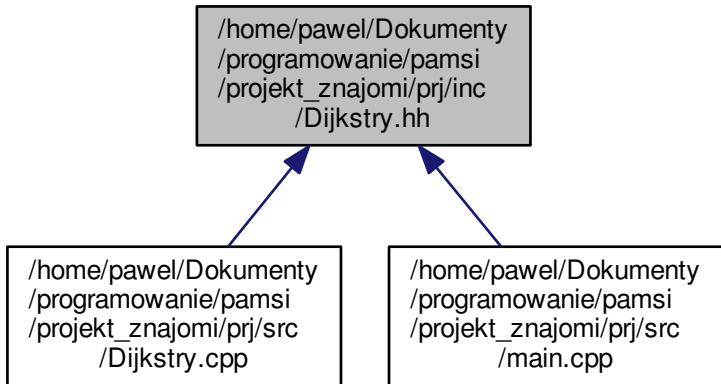 /home/pawel/Dokumenty
/programowanie/pamsi
/projekt_znajomi/prj/inc
/Dijkstry.hh
/home/pawel/Dokumenty
/programowanie/pamsi
/projekt_znajomi/prj/src
/Dijkstry.cpp
/home/pawel/Dokumenty
/programowanie/pamsi
/projekt_znajomi/prj/src
/main.cpp